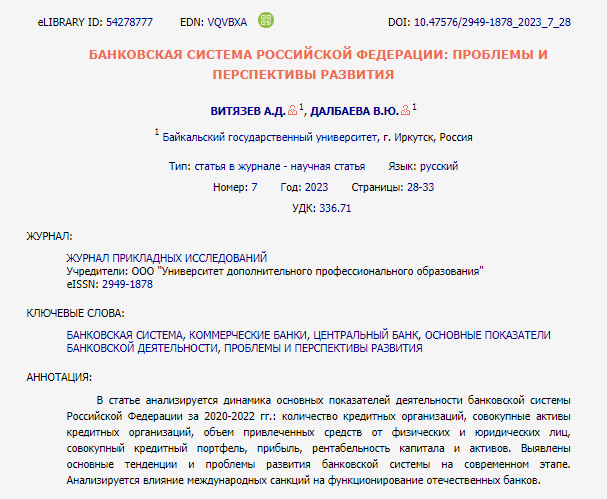 eLIBRARY ID: 54278777 EDN: VQVBXA DOI: 10.47576/2949-1878_2023_7_28
БАНКОВСКАЯ СИСТЕМА РОССИЙСКОЙ ФЕДЕРАЦИИ: ПРОБЛЕМЫ И
ПЕРСПЕКТИВЫ РАЗВИТИЯ
ВИТЯЗЕВ А.Д. 1, ДАЛБАЕВА В.Ю. 1
1 Байкальский государственный университет, г. Иркутск, Россия
Тип: статья в журнале - научная статья Язык: русский
Номер: 7 Год: 2023 Страницы: 28-33
УДК: 336.71
ЖУРНАЛ:
ЖУРНАЛ ПРИКЛАДНЫХ ИССЛЕДОВАНИЙ
Учредители: ООО "Университет дополнительного профессионального образования"
eISSN: 2949-1878
КЛЮЧЕВЫЕ СЛОВА:
БАНКОВСКАЯ СИСТЕМА, КОММЕРЧЕСКИЕ БАНКИ, ЦЕНТРАЛЬНЫЙ БАНК, ОСНОВНЫЕ ПОКАЗАТЕЛИ
БАНКОВСКОЙ ДЕЯТЕЛЬНОСТИ, ПРОБЛЕМЫ И ПЕРСПЕКТИВЫ РАЗВИТИЯ
АННОТАЦИЯ:
В статье анализируется динамика основных показателей деятельности банковской системы
Российской Федерации за 2020-2022 гг.: количество кредитных организаций, совокупные активы
кредитных организаций, объем привлеченных средств от физических и юридических лиц,
совокупный кредитный портфель, прибыль, рентабельность капитала и активов. Выявлены
основные тенденции и проблемы развития банковской системы на современном этапе.
Анализируется влияние международных санкций на функционирование отечественных банков.